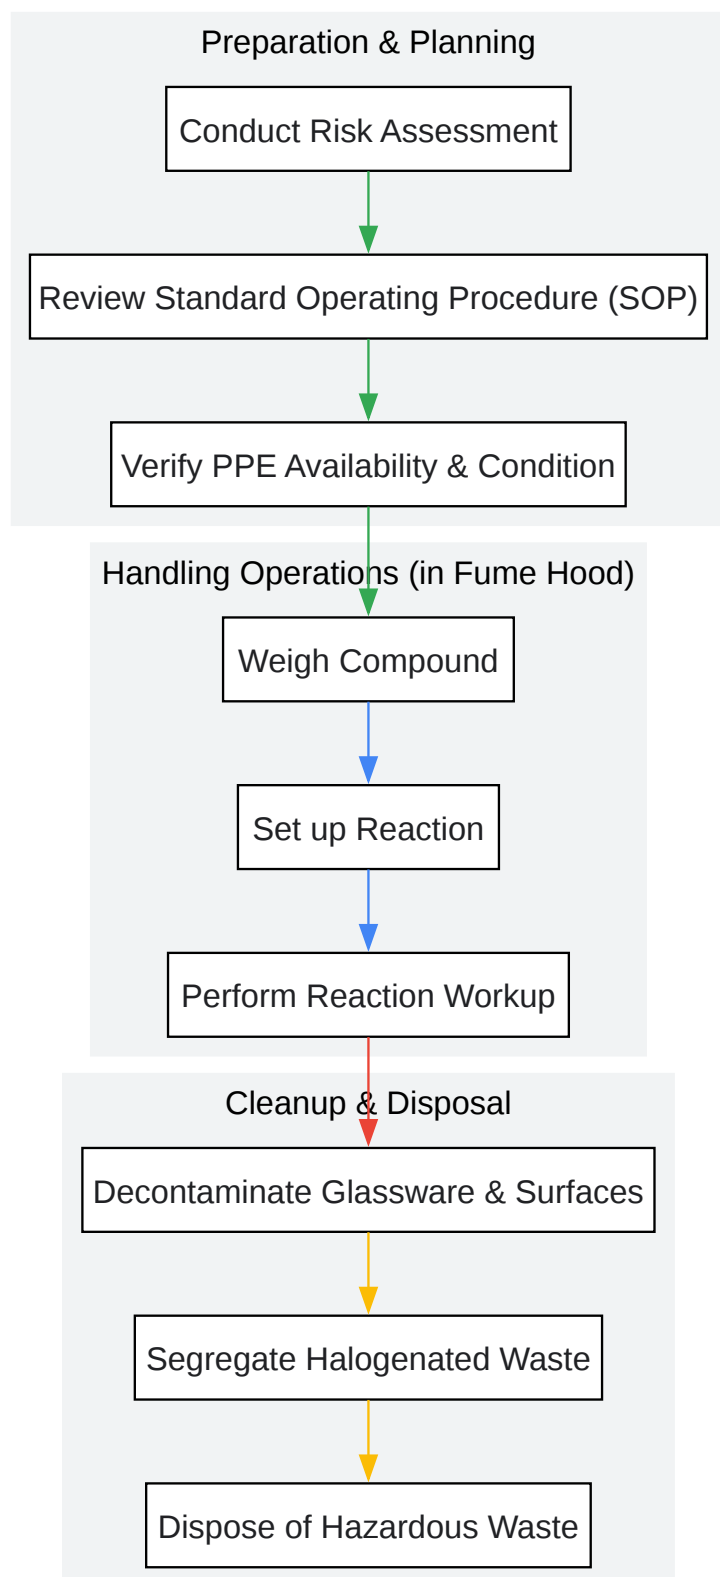 Preparation & Planning
Conduct Risk Assessment
Review Standard Operating Procedure (SOP)
Verify PPE Availability & Condition
Handling Operations (in Fume Hood)
Weigh Compound
Set up Reaction
Perform Reaction Workup
Cleanup & Disposal
Decontaminate Glassware & Surfaces
Segregate Halogenated Waste
Dispose of Hazardous Waste